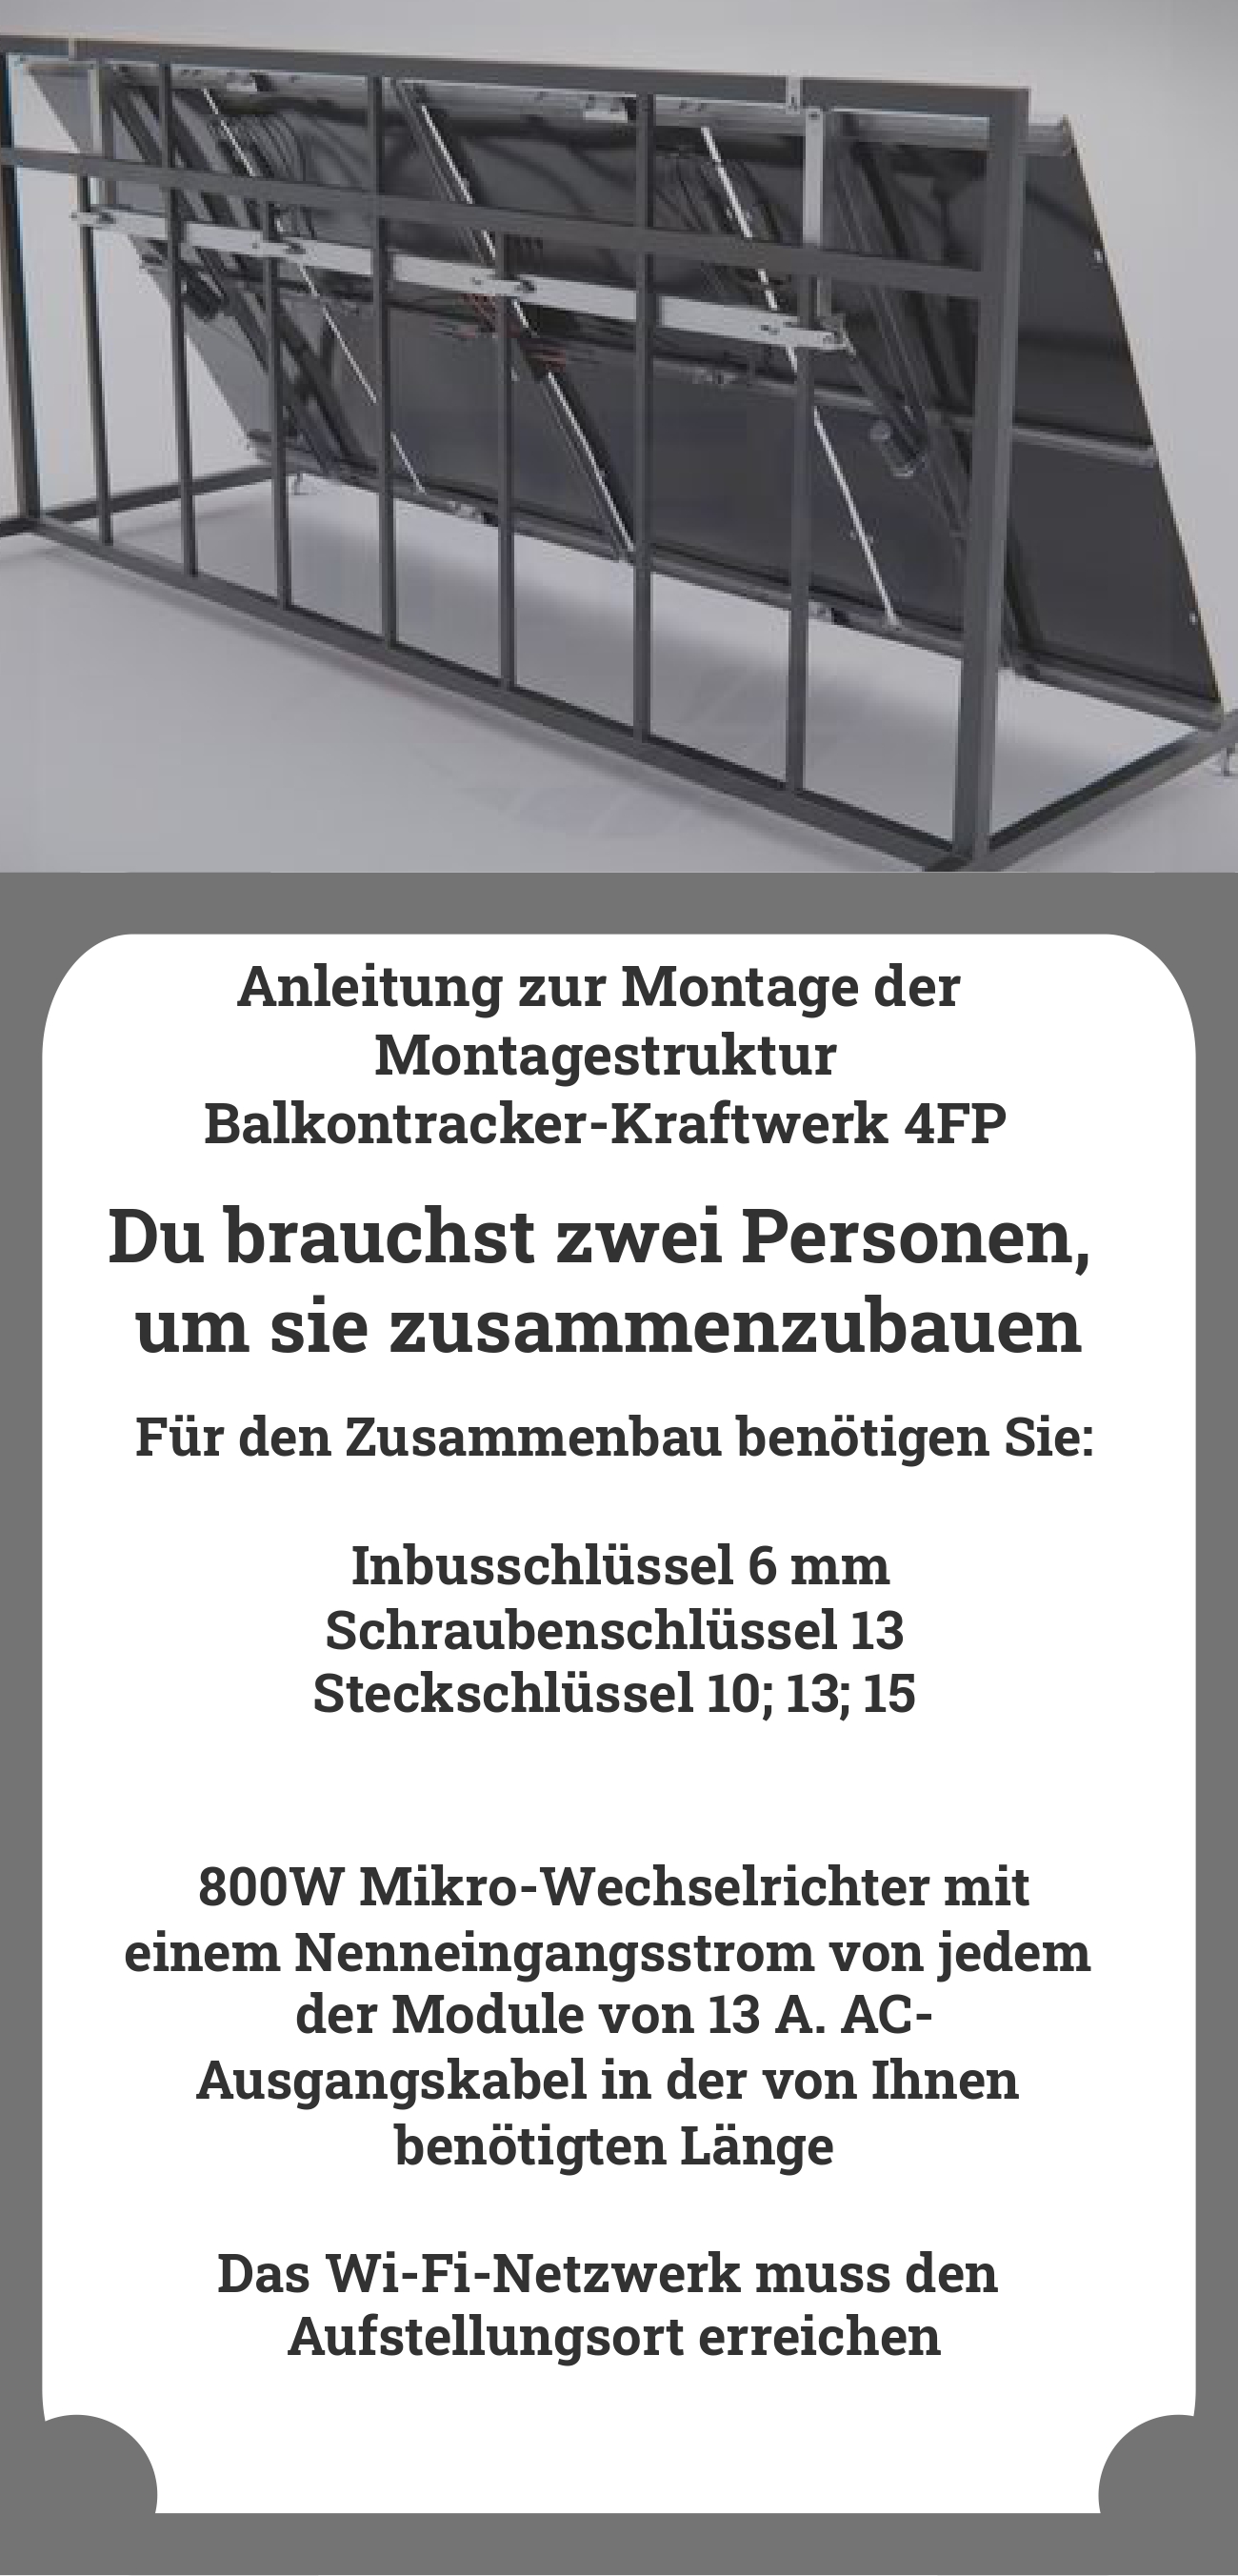 Anleitung zur Montage der
Montagestruktur
Balkontracker-Kraftwerk 4FP
Du brauchst zwei Personen,
um sie zusammenzubauen
Für den Zusammenbau benötigen Sie:
Inbusschlüssel 6 mm
Schraubenschlüssel 13
Steckschlüssel 10; 13; 15
800W Mikro-Wechselrichter mit
einem Nenneingangsstrom von jedem
der Module von 13 A. AC-
Ausgangskabel in der von Ihnen
benötigten Länge
Das Wi-Fi-Netzwerk muss den
Aufstellungsort erreichen